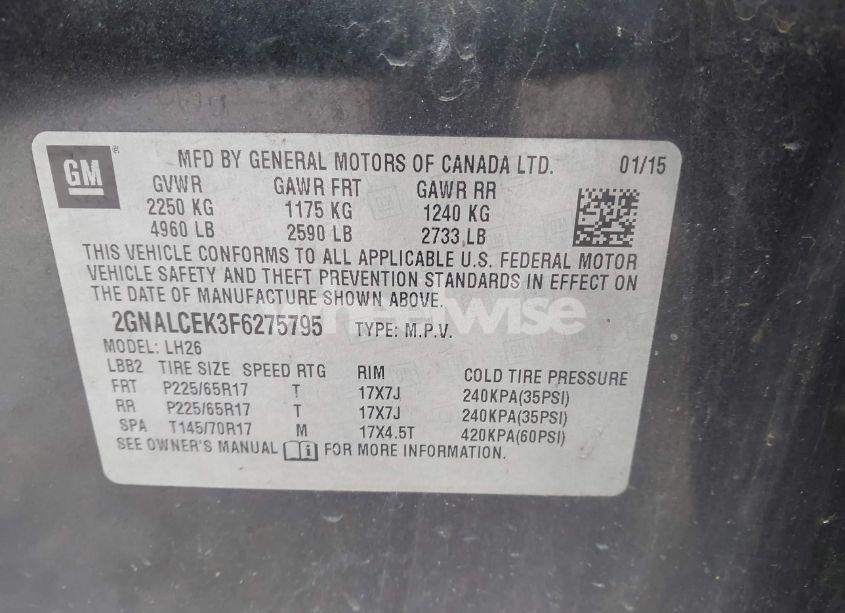 GM
MFD BY GENERAL MOTORS OF CANADA LTD. 01/15
GVWR GAWR FRT GAWR RR
2250 KG 1175 KG 1240 KG
4960 LB 2590 LB 2733 LB
THIS VEHICLE CONFORMS TO ALL APPLICABLE U.S. FEDERAL MOTOR
VEHICLE SAFETY AND THEFT PREVENTION STANDARDS IN EFFECT ON
THE DATE OF MANUFACTURE SHOWN ABOVE.
2GNALCEK3F6275795 TYPE: M.P.V.
MODEL: LH26
LBB2 TIRE SIZE SPEED RTG RIM COLD TIRE PRESSURE
FRT P225/65R17 T 17X7J 240KPA(35PSI)
RR P225/65R17 T 17X7J 240KPA(35PSI)
SPA T145/70R17 M 17X4.5T 420KPA(60PSI)
SEE OWNER'S MANUAL FOR MORE INFORMATION.